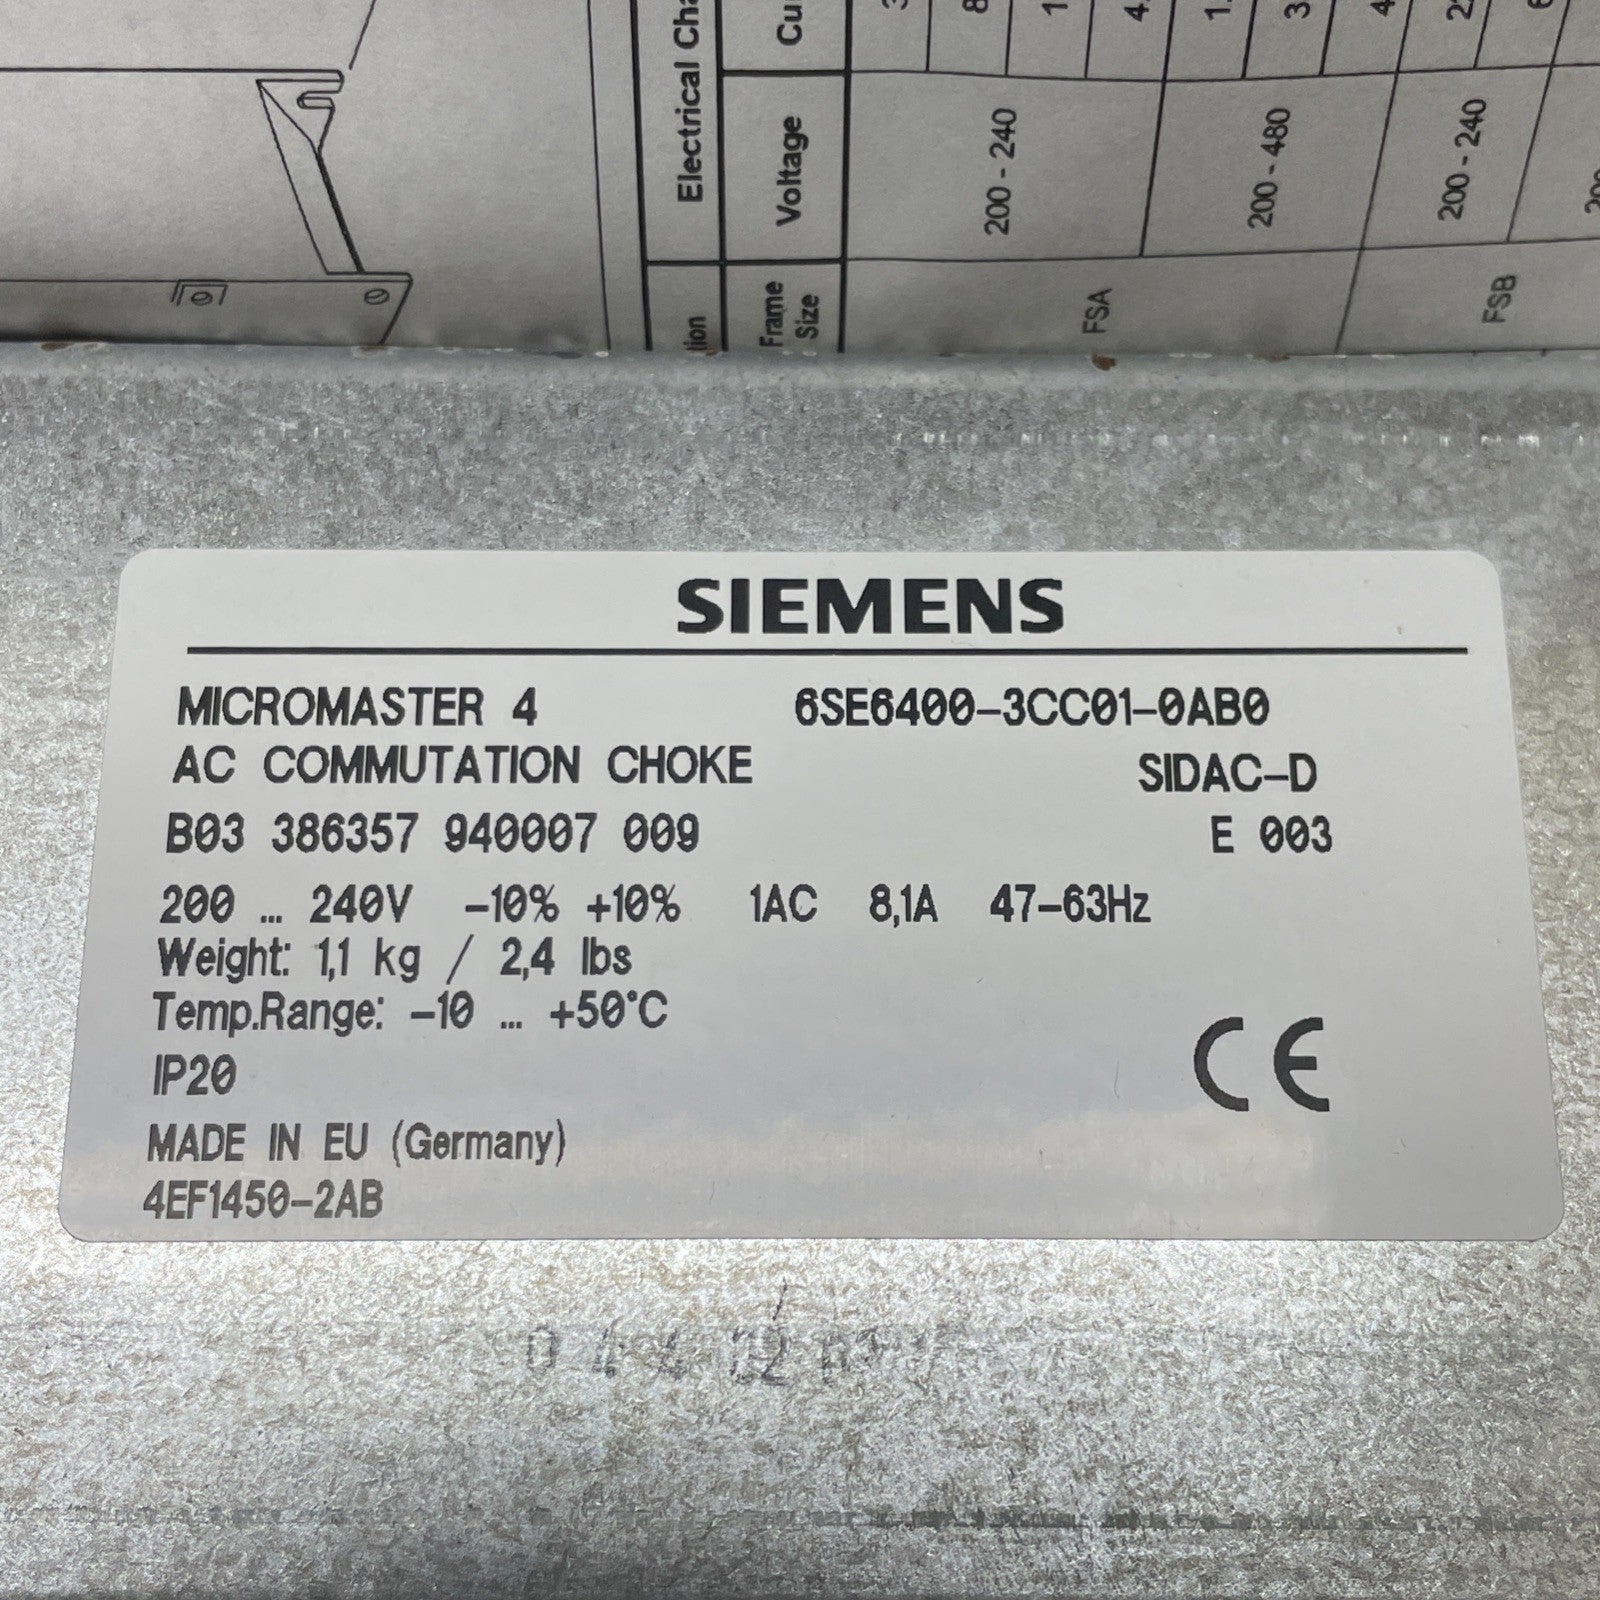 Electrical Cha
Voltage
Frame
Size
200 - 240
200 - 480
200 - 240
FSA
FSB
SIEMENS
MICROMASTER 4 6SE6400-3CC01-0AB0
AC COMMUTATION CHOKE SIDAC-D
B03 386357 940007 009 E 003
200 ... 240V -10% +10% 1AC 8,1A 47-63Hz
Weight: 1,1 kg / 2,4 lbs
Temp.Range: -10 ... +50°C
IP20
CE
MADE IN EU (Germany)
4EF1450-2AB